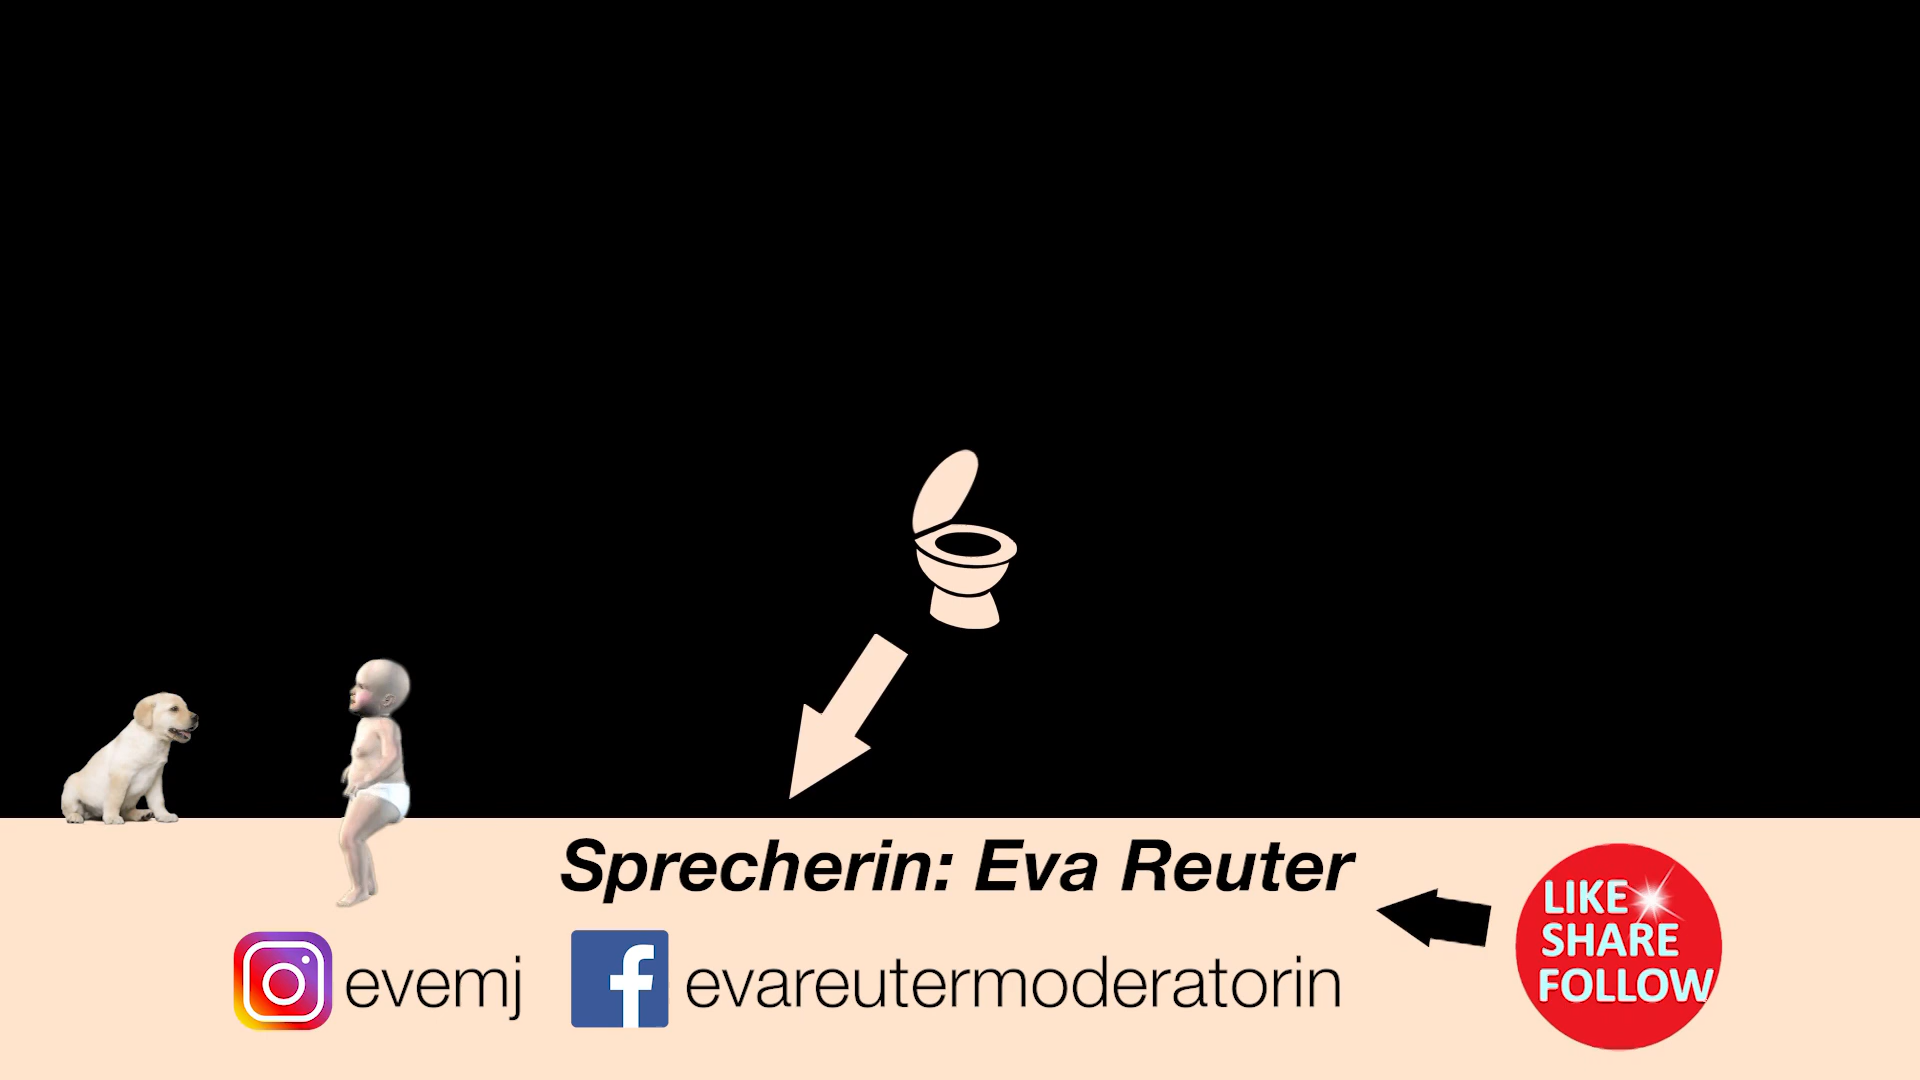 Sprecherin: Eva Reuter
evemj
evareutermoderatorin
LIKE
SHARE
FOLLOW